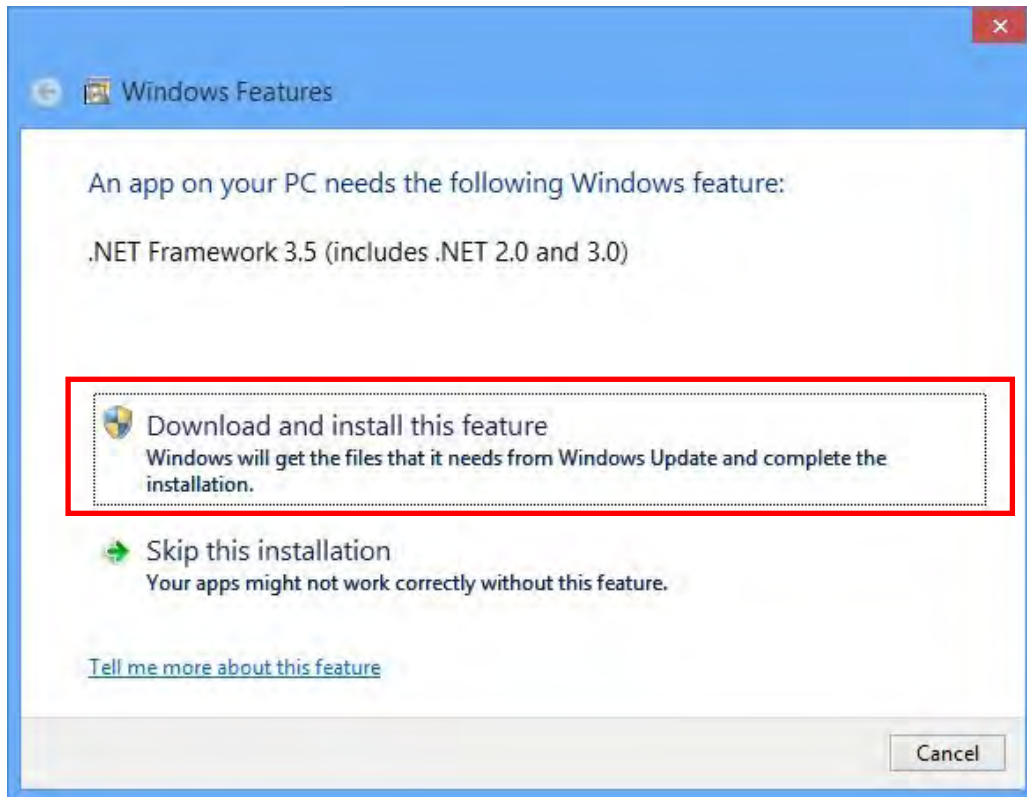 Windows Features
An app on your PC needs the following Windows feature:
.NET Framework 3.5 (includes .NET 2.0 and 3.0)
Download and install this feature
Windows will get the files that it needs from Windows Update and complete the
installation.
Skip this installation
Your apps might not work correctly without this feature.
Tell me more about this feature
Cancel